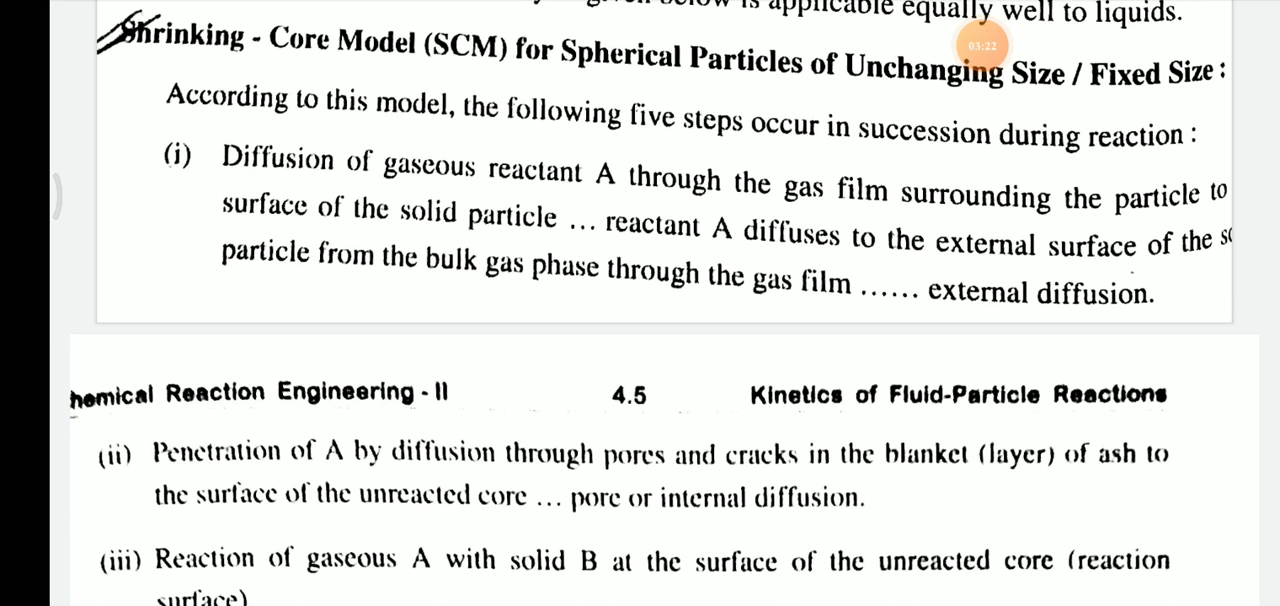 is applicable equally well to liquids.
Shrinking - Core Model (SCM) for Spherical Particles of Unchanging Size / Fixed Size :
03:22
According to this model, the following five steps occur in succession during reaction :
(i) Diffusion of gaseous reactant A through the gas film surrounding the particle to
surface of the solid particle ... reactant A diffuses to the external surface of the
particle from the bulk gas phase through the gas film ...... external diffusion.
hemical Reaction Engineering - II 4.5 Kinetics of Fluid-Particle Reactions
(ii) Penetration of A by diffusion through pores and cracks in the blanket (layer) of ash to
the surface of the unreacted core ... pore or internal diffusion.
(iii) Reaction of gaseous A with solid B at the surface of the unreacted core (reaction
surface)